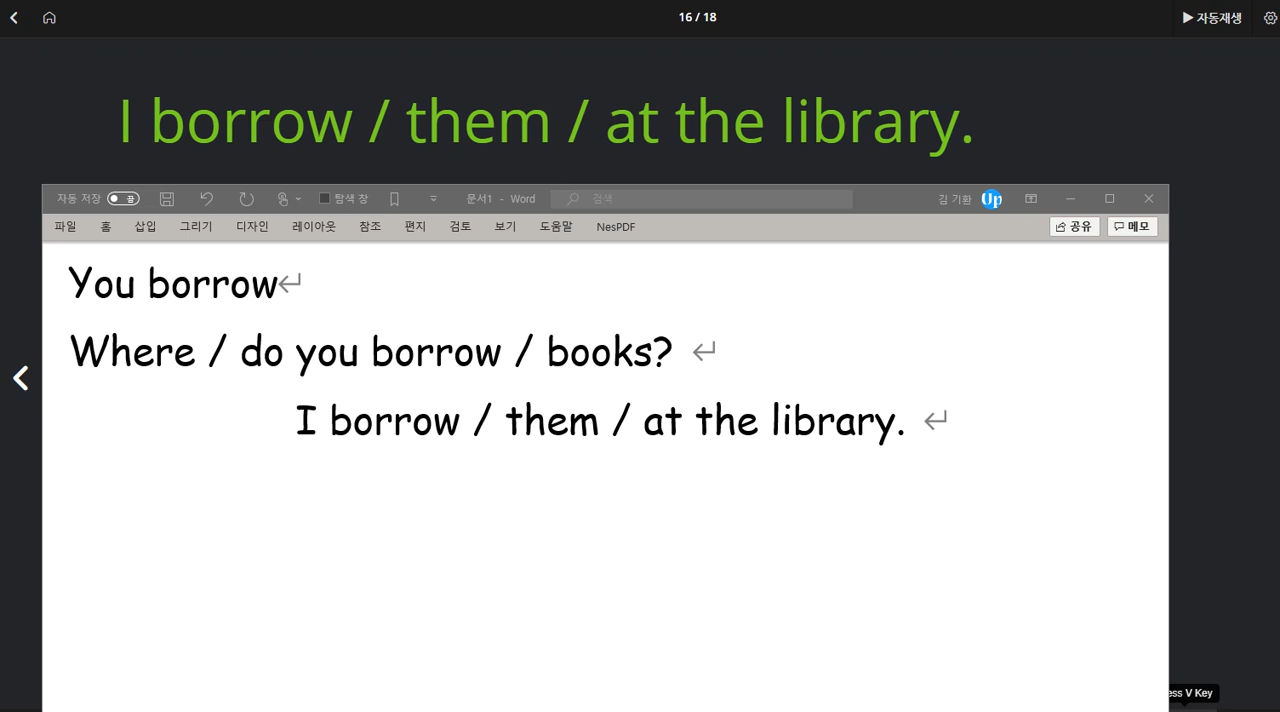 16 / 18
▶ 자동재생
I borrow / them / at the library.
자동 저장 끔 탐색 창 문서1 - Word 검색 김 기환 Up
파일 홈 삽입 그리기 디자인 레이아웃 참조 편지 검토 보기 도움말 NesPDF 공유 메모
You borrow↵
Where / do you borrow / books? ↵
I borrow / them / at the library. ↵
ess V Key